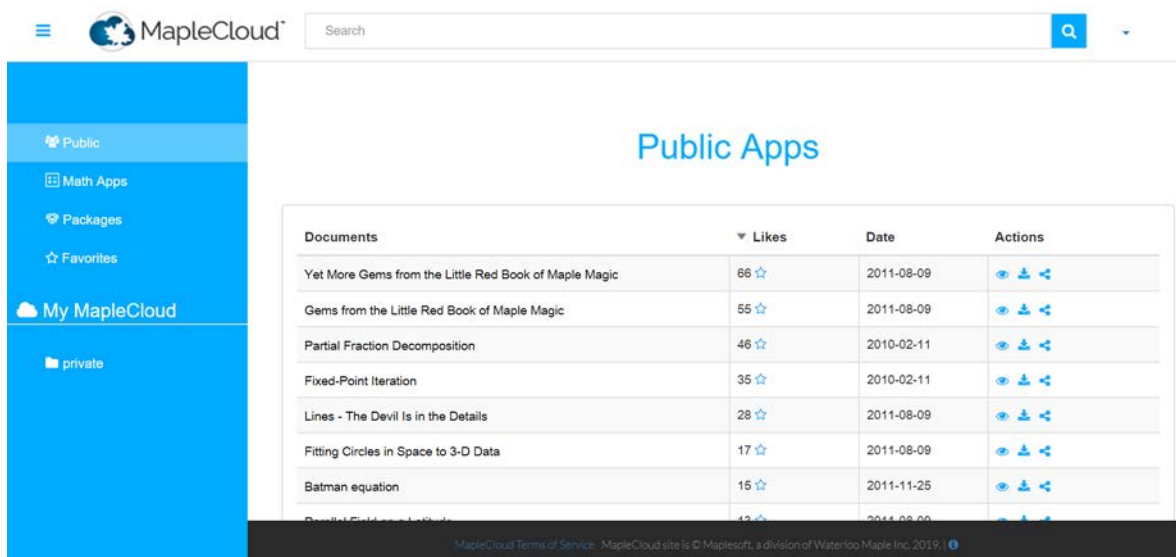 MapleCloud™
Search
Public
Math Apps
Packages
Favorites
My MapleCloud
private
Public Apps
Documents Likes Date Actions
Yet More Gems from the Little Red Book of Maple Magic 66 2011-08-09
Gems from the Little Red Book of Maple Magic 55 2011-08-09
Partial Fraction Decomposition 46 2010-02-11
Fixed-Point Iteration 35 2010-02-11
Lines - The Devil Is in the Details 28 2011-08-09
Fitting Circles in Space to 3-D Data 17 2011-08-09
Batman equation 15 2011-11-25
MapleCloud Terms of Service MapleCloud site is © Maplesoft, a division of Waterloo Maple Inc. 2019. |